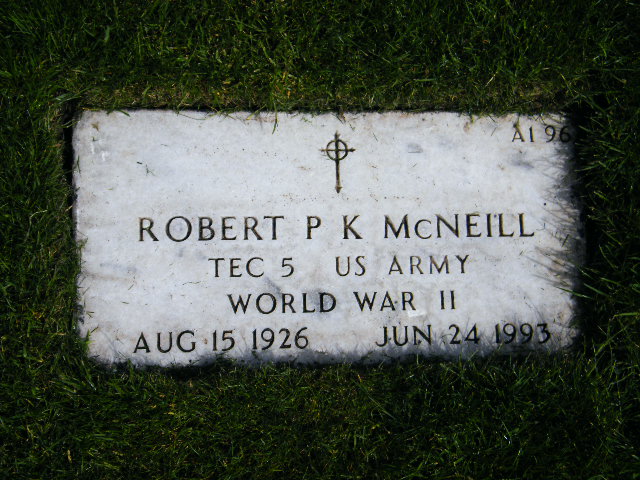 A1 96
ROBERT P K MCNEILL
TEC 5 US ARMY
WORLD WAR II
AUG 15 1926 JUN 24 1993